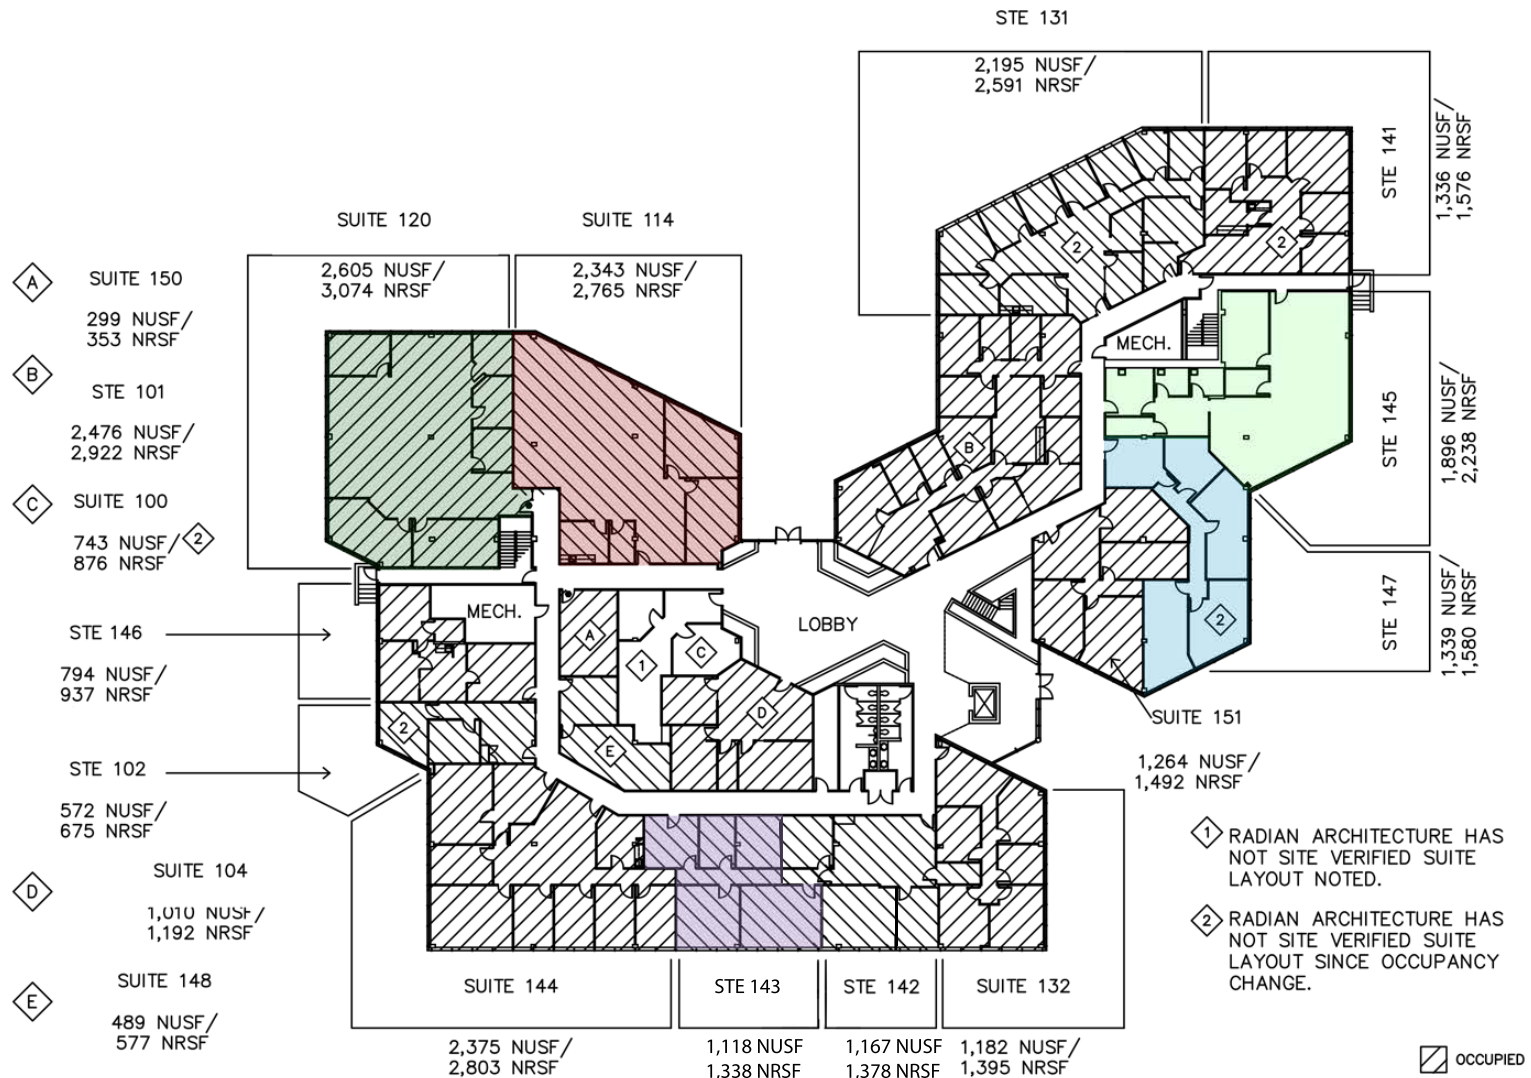 STE 131
2,195 NUSF/
2,591 NRSF
STE 141
1,336 NUSF/
1,576 NRSF
SUITE 120
2,605 NUSF/
3,074 NRSF
SUITE 114
2,343 NUSF/
2,765 NRSF
A
SUITE 150
299 NUSF/
353 NRSF
B
STE 101
2,476 NUSF/
2,922 NRSF
C
SUITE 100
743 NUSF/
876 NRSF
2
STE 146
794 NUSF/
937 NRSF
STE 102
572 NUSF/
675 NRSF
D
SUITE 104
1,010 NUSF/
1,192 NRSF
E
SUITE 148
489 NUSF/
577 NRSF
2
2
MECH.
B
STE 145
1,896 NUSF/
2,238 NRSF
STE 147
1,339 NUSF/
1,580 NRSF
2
MECH.
LOBBY
A
1
C
D
E
2
SUITE 151
1,264 NUSF/
1,492 NRSF
SUITE 144
2,375 NUSF/
2,803 NRSF
STE 143
1,118 NUSF
1,338 NRSF
STE 142
1,167 NUSF
1,378 NRSF
SUITE 132
1,182 NUSF/
1,395 NRSF
1
RADIAN ARCHITECTURE HAS
NOT SITE VERIFIED SUITE
LAYOUT NOTED.
2
RADIAN ARCHITECTURE HAS
NOT SITE VERIFIED SUITE
LAYOUT SINCE OCCUPANCY
CHANGE.
OCCUPIED